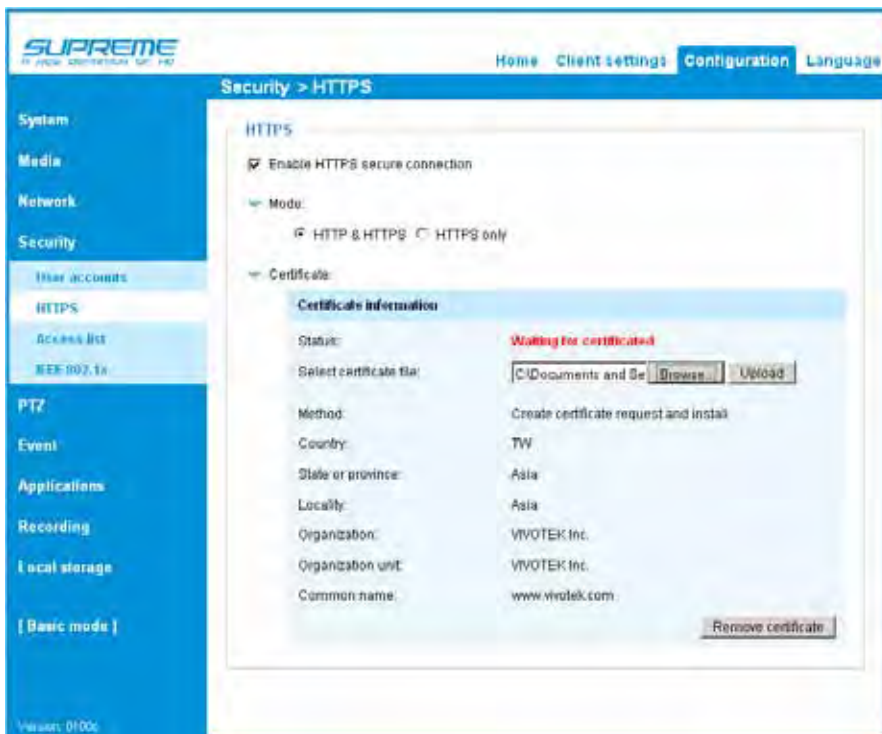 SUPREME
Home Client settings Configuration Language
Security > HTTPS
System
Media
Network
Security
User accounts
HTTPS
Access list
IEEE 802.1x
PTZ
Event
Applications
Recording
Local storage
[ Basic mode ]
Version: 0100c
HTTPS
Enable HTTPS secure connection
Mode:
HTTP & HTTPS HTTPS only
Certificate:
Certificate information
Status: Waiting for certificated
Select certificate file: C:\Documents and Se Browse... Upload
Method: Create certificate request and install
Country: TW
State or province: Asia
Locality: Asia
Organization: VIVOTEK Inc.
Organization unit: VIVOTEK Inc.
Common name: www.vivotek.com
Remove certificate